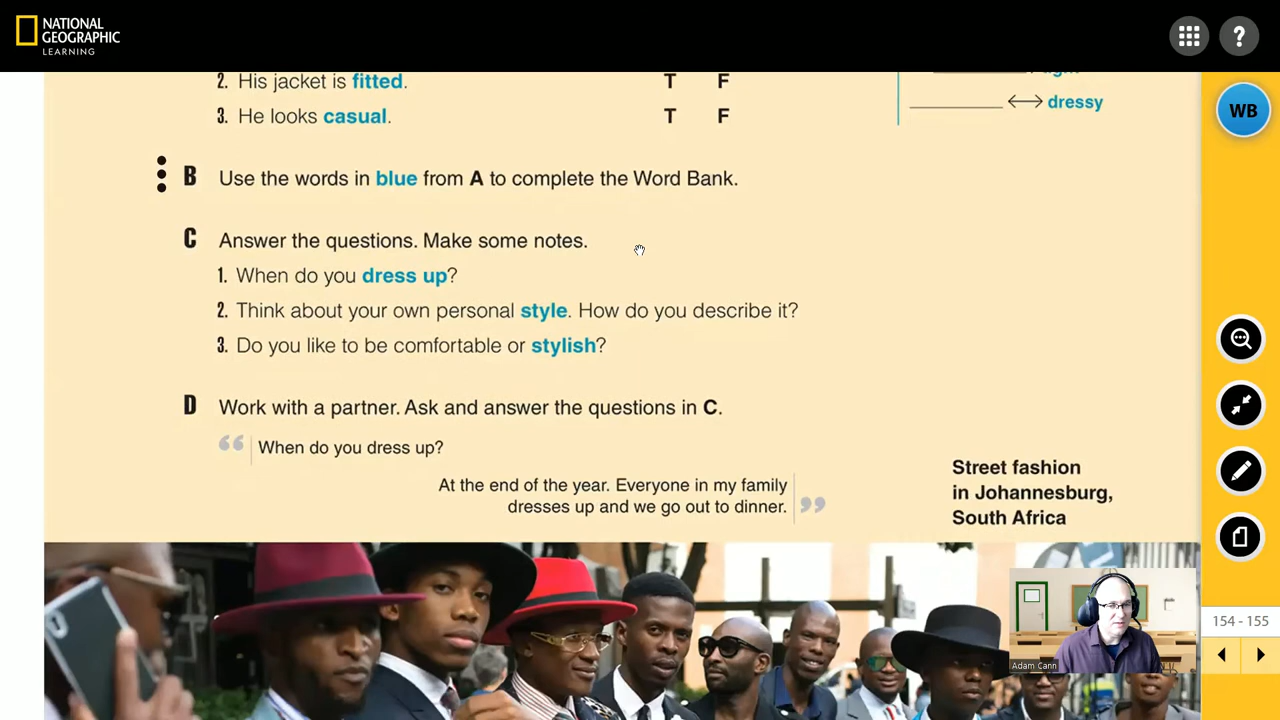 NATIONAL
GEOGRAPHIC
LEARNING
?
2. His jacket is fitted. T F
3. He looks casual. T F
dressy
WB
B Use the words in blue from A to complete the Word Bank.
C Answer the questions. Make some notes.
1. When do you dress up?
2. Think about your own personal style. How do you describe it?
3. Do you like to be comfortable or stylish?
D Work with a partner. Ask and answer the questions in C.
“ When do you dress up?
At the end of the year. Everyone in my family
dresses up and we go out to dinner. ”
Street fashion
in Johannesburg,
South Africa
154 - 155
Adam Cann